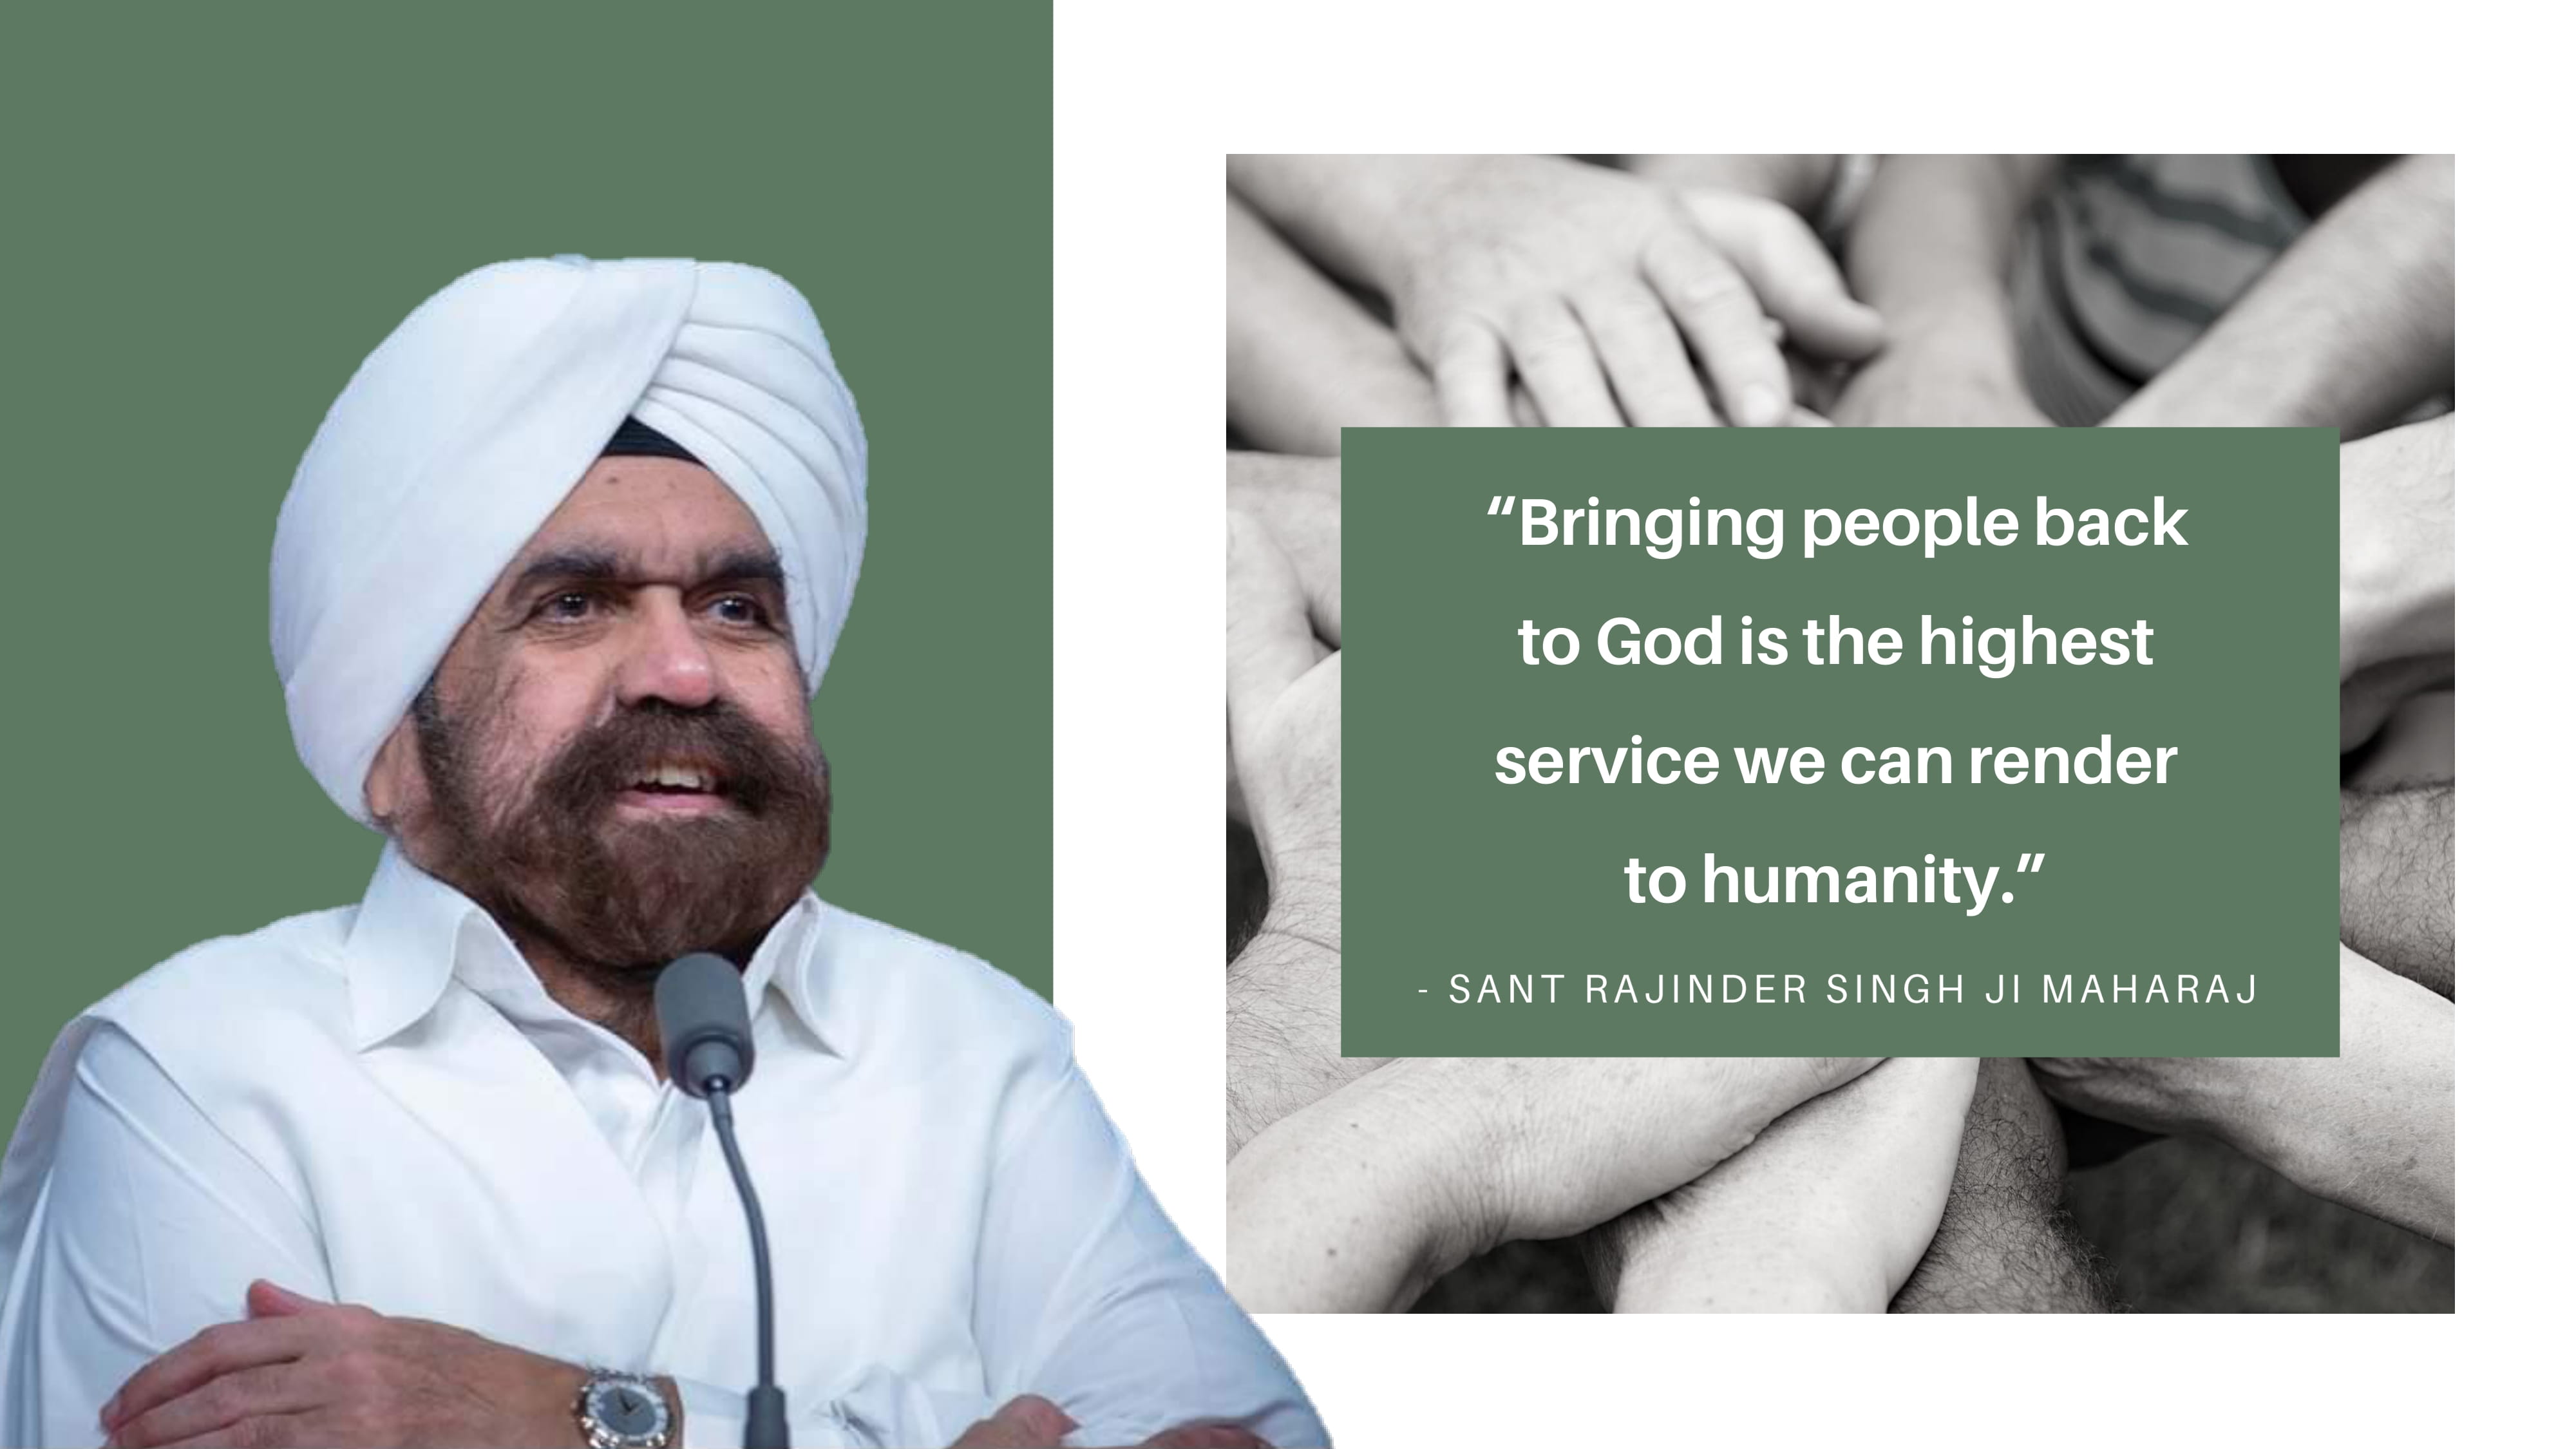 “Bringing people back
to God is the highest
service we can render
to humanity.”
- SANT RAJINDER SINGH JI MAHARAJ